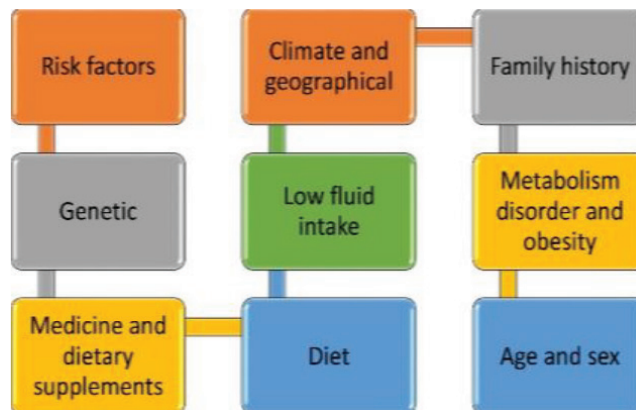 Risk factors
Genetic
Medicine and
dietary
supplements
Diet
Low fluid
intake
Climate and
geographical
Family history
Metabolism
disorder and
obesity
Age and sex